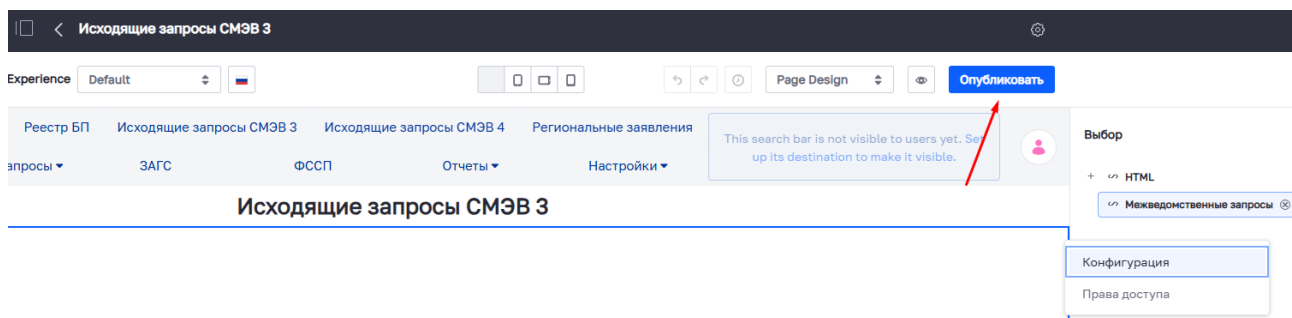 Исходящие запросы СМЭВ 3
Experience Default Page Design Опубликовать
Реестр БП Исходящие запросы СМЭВ 3 Исходящие запросы СМЭВ 4 Региональные заявления
This search bar is not visible to users yet. Set
up its destination to make it visible.
апросы ЗАГС ФССП Отчеты Настройки
Выбор
HTML
Межведомственные запросы
Исходящие запросы СМЭВ 3
Конфигурация
Права доступа